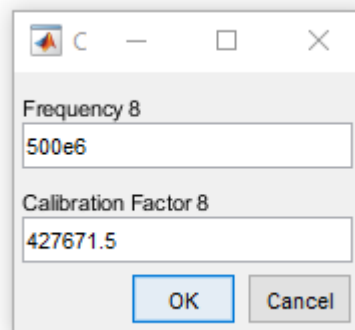 C
Frequency 8
500e6
Calibration Factor 8
427671.5
OK Cancel